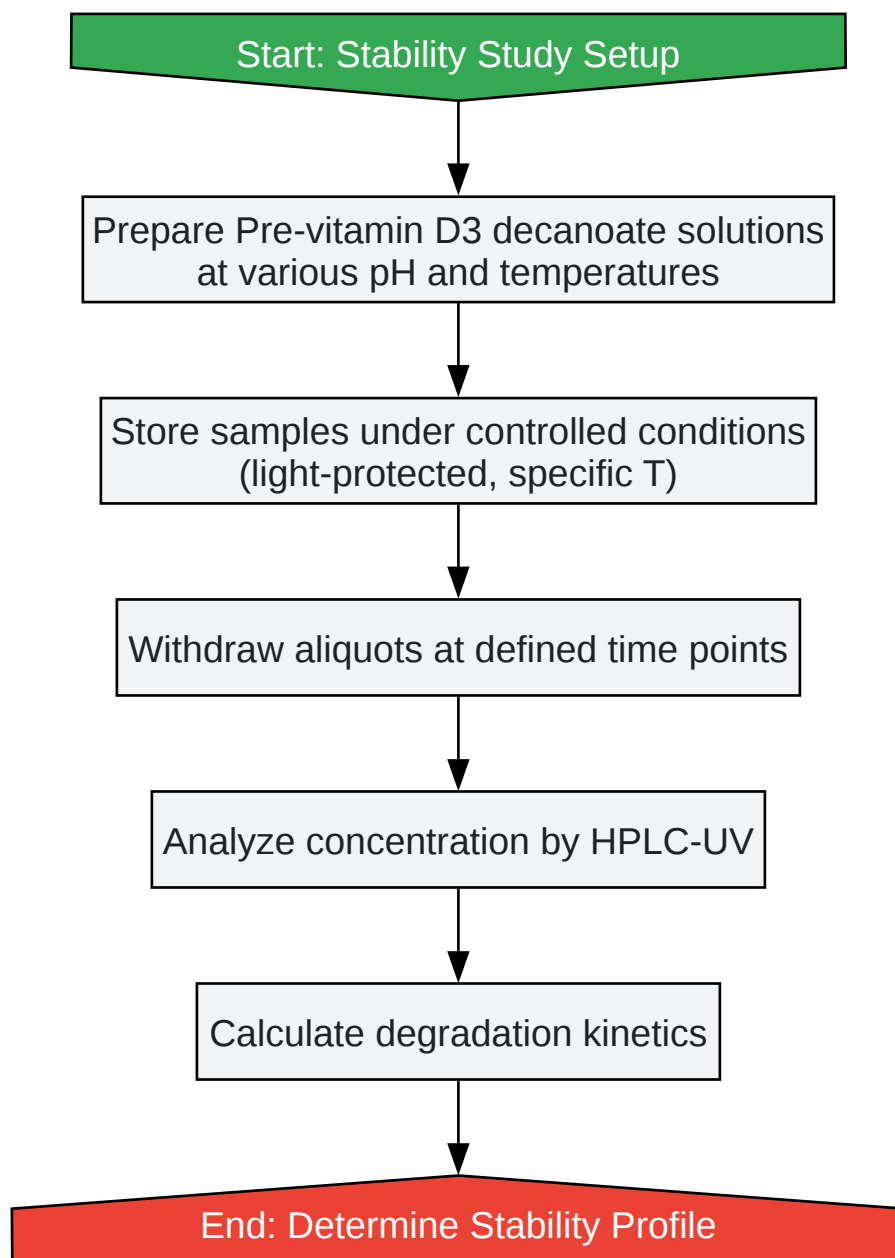 Start: Stability Study Setup
Prepare Pre-vitamin D3 decanoate solutions
at various pH and temperatures
Store samples under controlled conditions
(light-protected, specific T)
Withdraw aliquots at defined time points
Analyze concentration by HPLC-UV
Calculate degradation kinetics
End: Determine Stability Profile